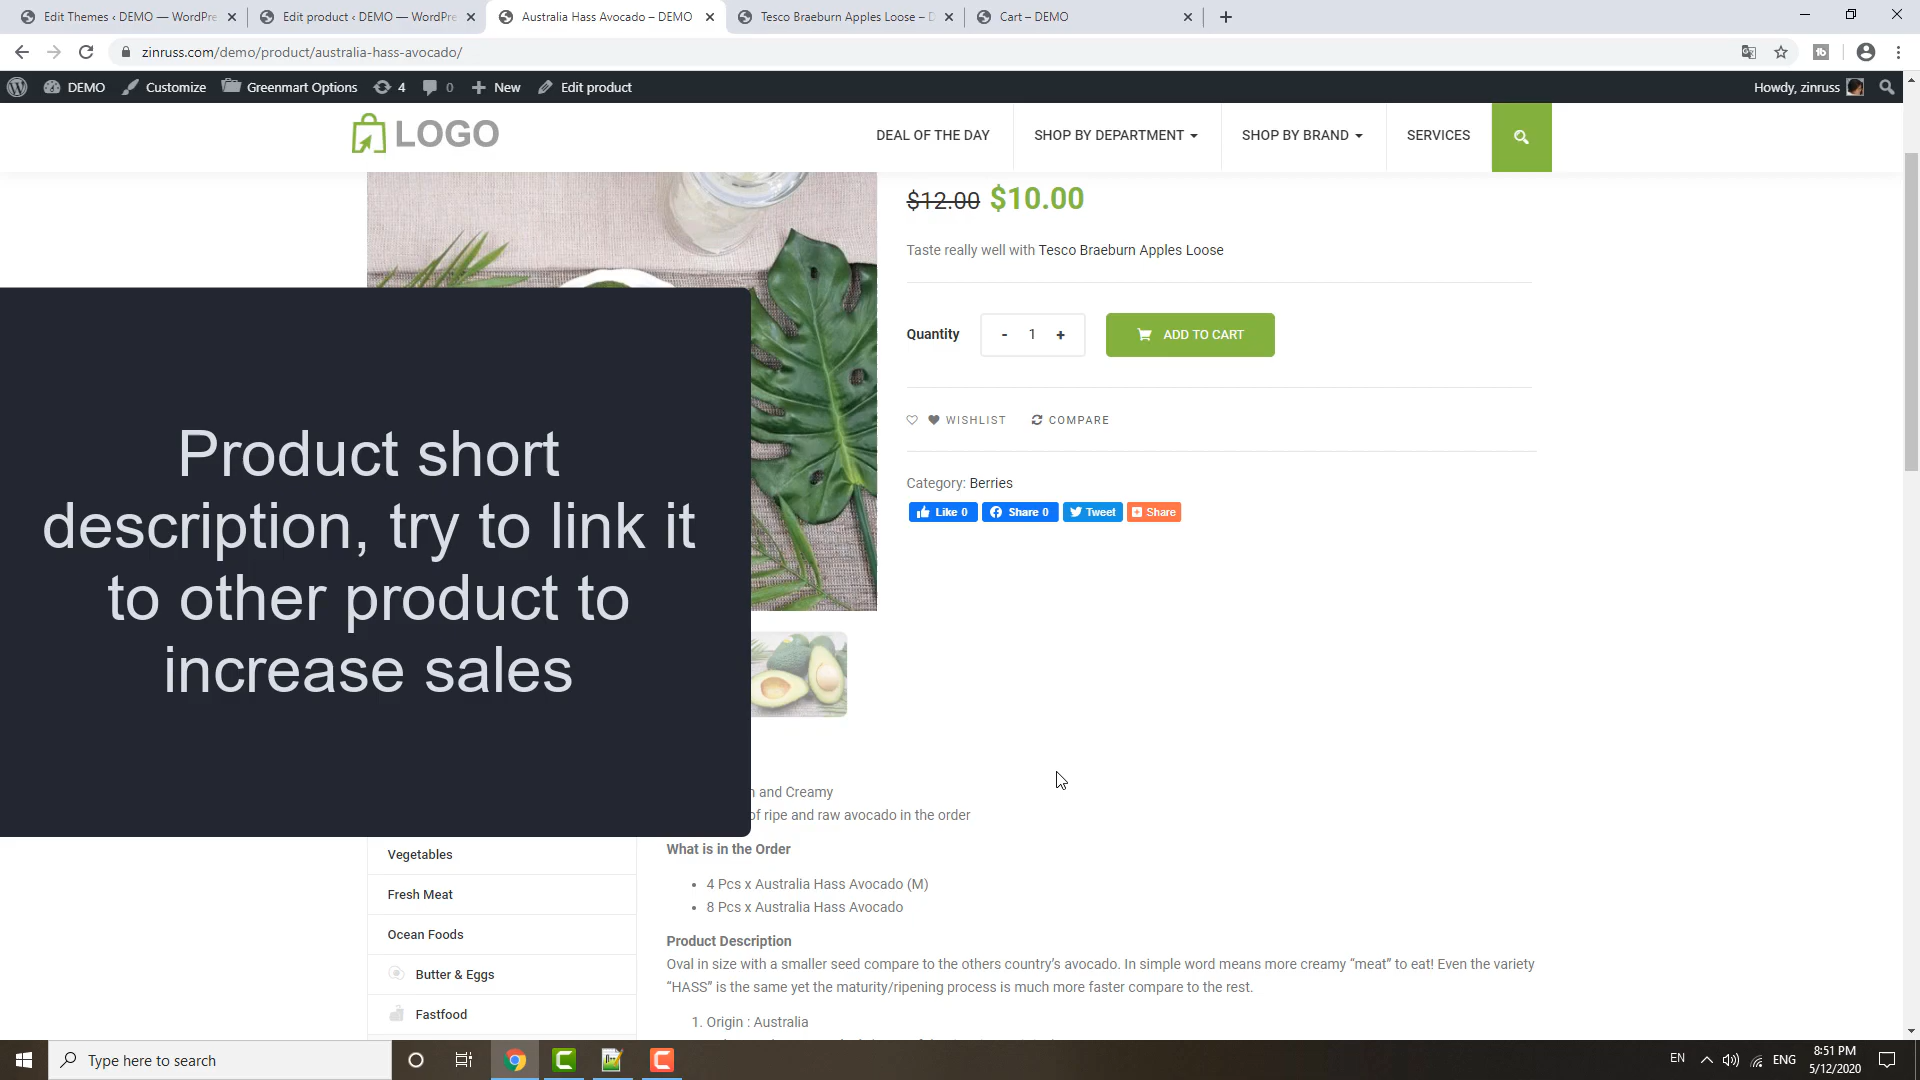 Edit Themes ‹ DEMO — WordPre
Edit product ‹ DEMO — WordPre
Australia Hass Avocado – DEMO
Tesco Braeburn Apples Loose – D
Cart – DEMO
zinruss.com/demo/product/australia-hass-avocado/
DEMO
Customize
Greenmart Options
4
0
New
Edit product
Howdy, zinruss
LOGO
DEAL OF THE DAY
SHOP BY DEPARTMENT
SHOP BY BRAND
SERVICES
$12.00 $10.00
Taste really well with Tesco Braeburn Apples Loose
Quantity
- 1 +
ADD TO CART
WISHLIST
COMPARE
Category: Berries
Like 0
Share 0
Tweet
Share
Product short
description, try to link it
to other product to
increase sales
and Creamy
of ripe and raw avocado in the order
What is in the Order
• 4 Pcs x Australia Hass Avocado (M)
• 8 Pcs x Australia Hass Avocado
Product Description
Oval in size with a smaller seed compare to the others country’s avocado. In simple word means more creamy “meat” to eat! Even the variety
“HASS” is the same yet the maturity/ripening process is much more faster compare to the rest.
1. Origin : Australia
Vegetables
Fresh Meat
Ocean Foods
Butter & Eggs
Fastfood
Type here to search
EN
ENG
8:51 PM
5/12/2020